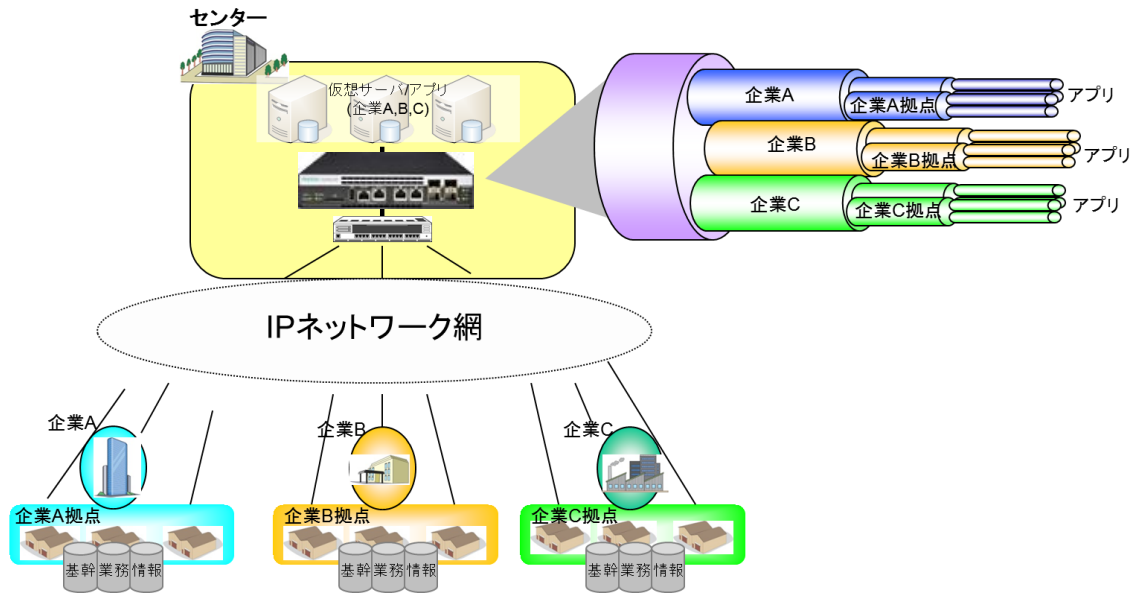 センター
仮想サーバ/アプリ
(企業A,B,C)
企業A
企業A拠点
アプリ
企業B
企業B拠点
アプリ
企業C
企業C拠点
アプリ
IPネットワーク網
企業A
企業B
企業C
企業A拠点
企業B拠点
企業C拠点
基幹 業務 情報
基幹 業務 情報
基幹 業務 情報